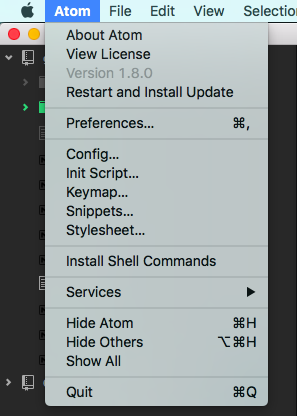 Atom File Edit View Selection
About Atom
View License
Version 1.8.0
Restart and Install Update
Preferences... ⌘,
Config...
Init Script...
Keymap...
Snippets...
Stylesheet...
Install Shell Commands
Services ▶
Hide Atom ⌘H
Hide Others ⌥⌘H
Show All
Quit ⌘Q